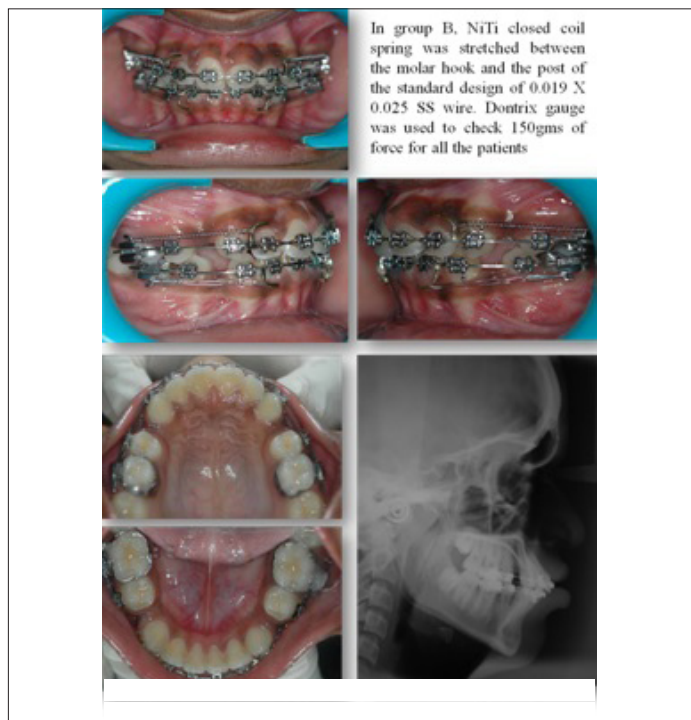 In group B, NiTi closed coil
spring was stretched between
the molar hook and the post of
the standard design of 0.019 X
0.025 SS wire. Dontrix gauge
was used to check 150gms of
force for all the patients